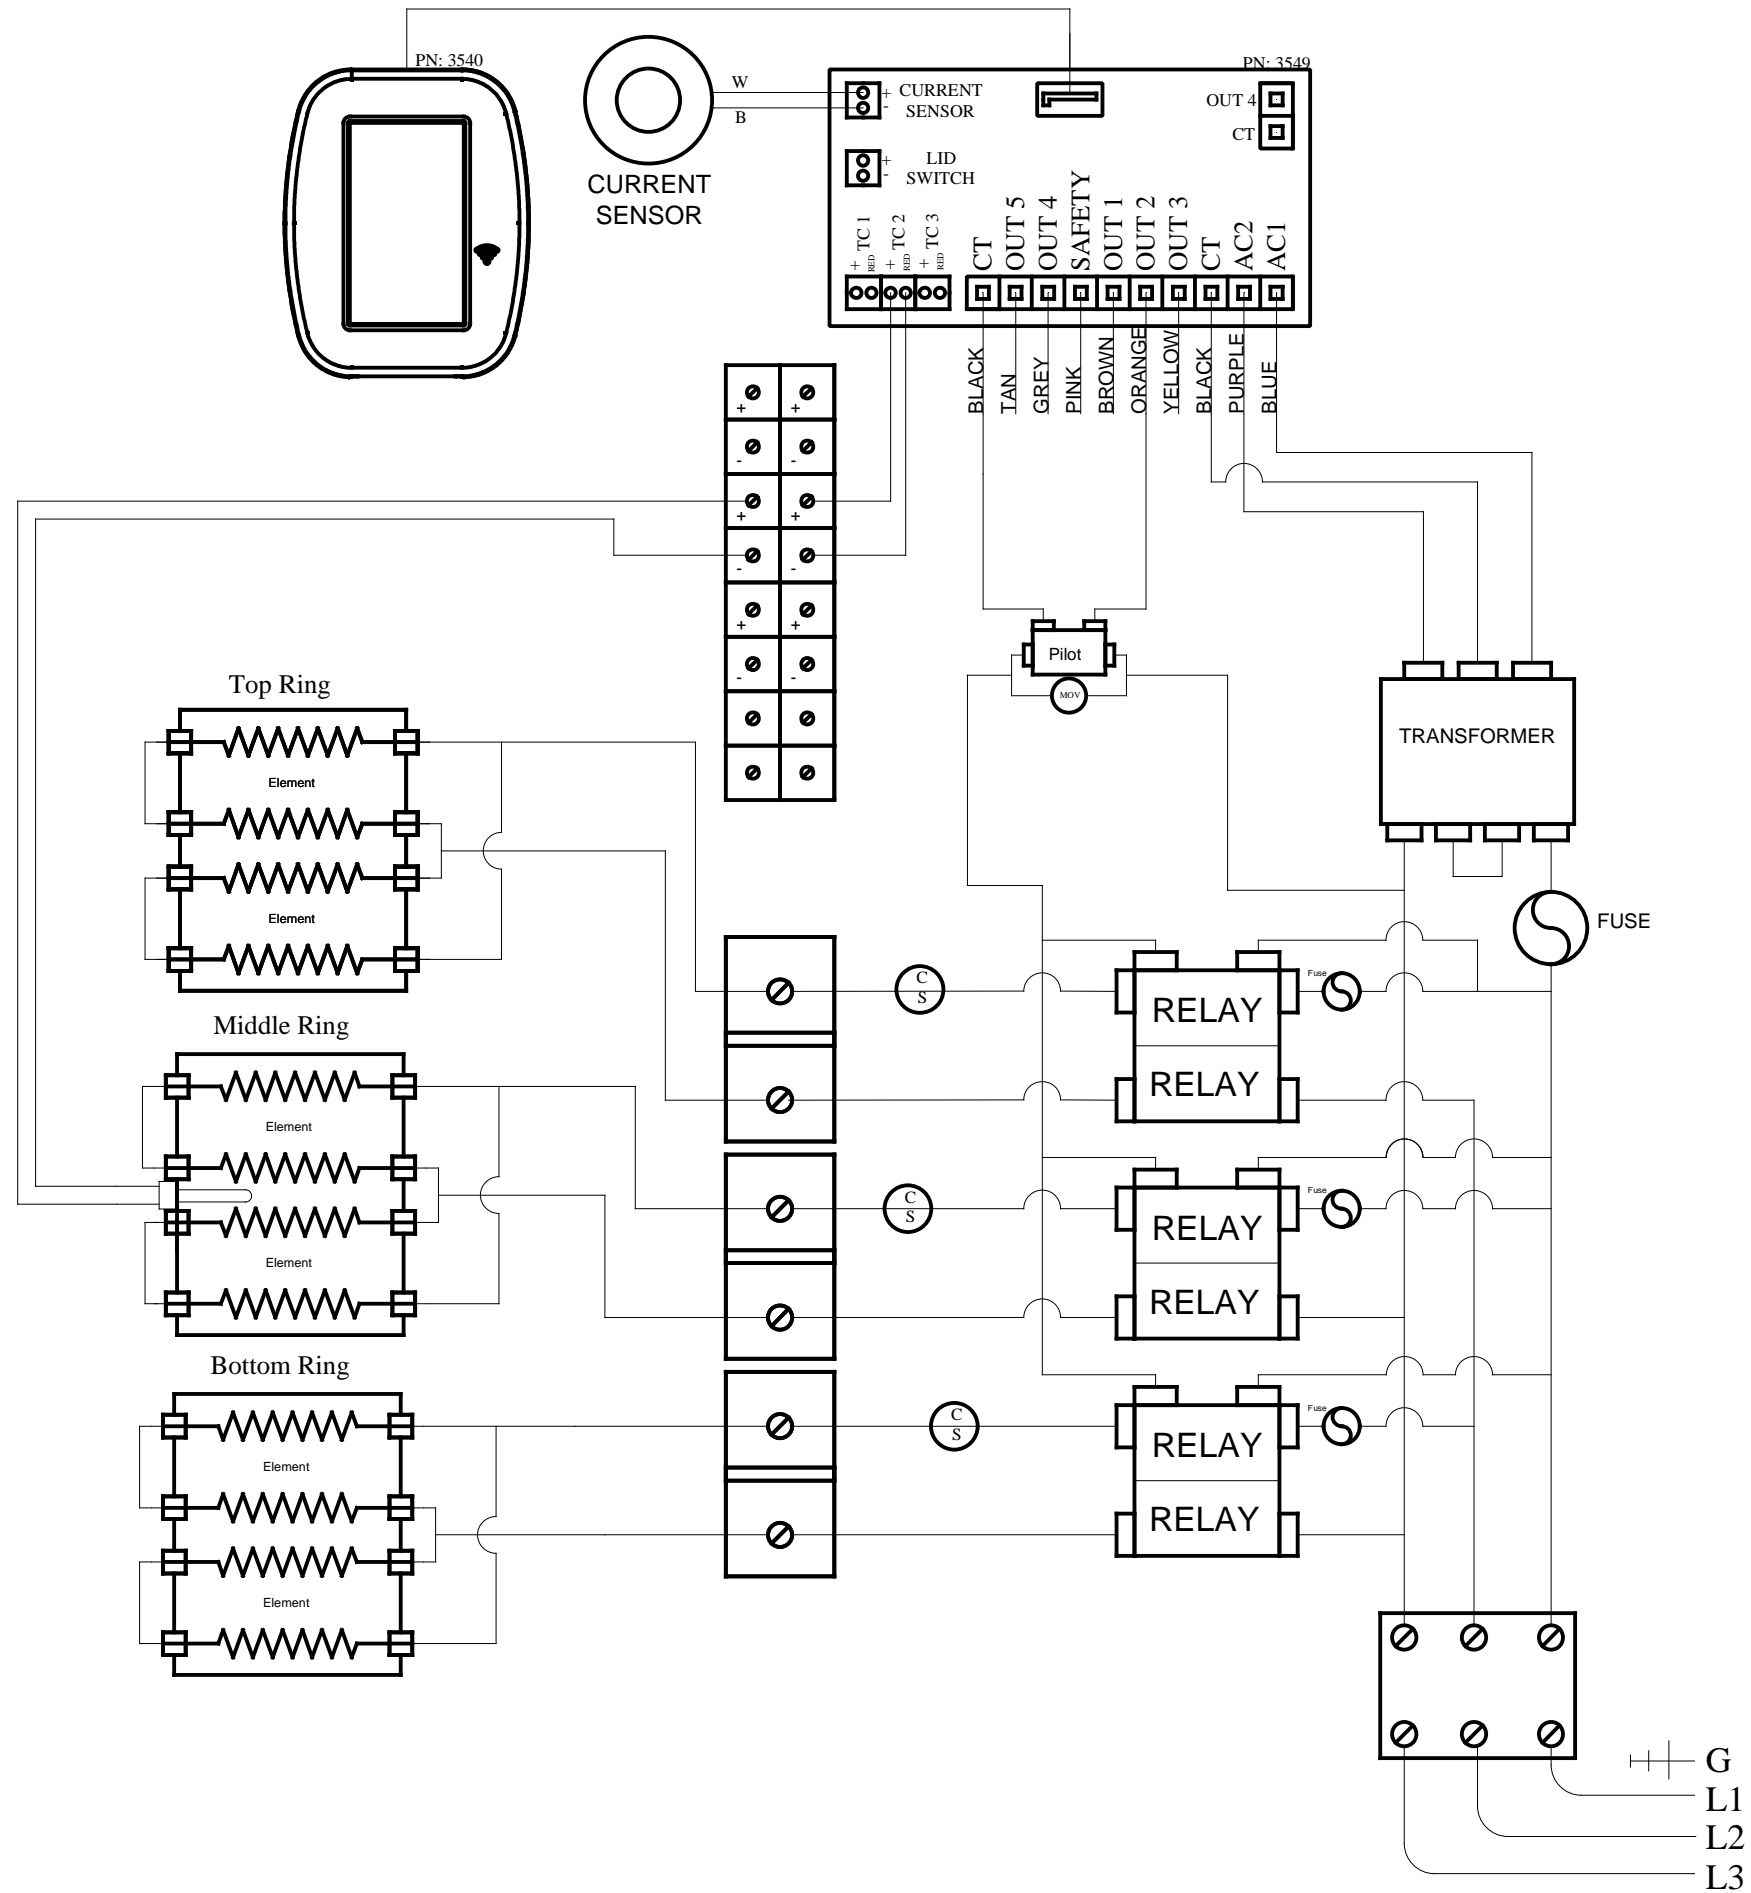 PN: 3540
PN: 3549
W
B
CURRENT
SENSOR
+ CURRENT
- SENSOR
+ LID
- SWITCH
OUT 4
CT
+ RED TC 1
+ RED TC 2
+ RED TC 3
CT
OUT 5
OUT 4
SAFETY
OUT 1
OUT 2
OUT 3
CT
AC2
AC1
BLACK
TAN
GREY
PINK
BROWN
ORANGE
YELLOW
BLACK
PURPLE
BLUE
+ +
- -
+ +
- -
+ +
- -
Pilot
MOV
TRANSFORMER
FUSE
Top Ring
Element
Element
Middle Ring
Element
Element
Bottom Ring
Element
Element
C
S
Fuse
RELAY
RELAY
C
S
Fuse
RELAY
RELAY
C
S
Fuse
RELAY
RELAY
G
L1
L2
L3